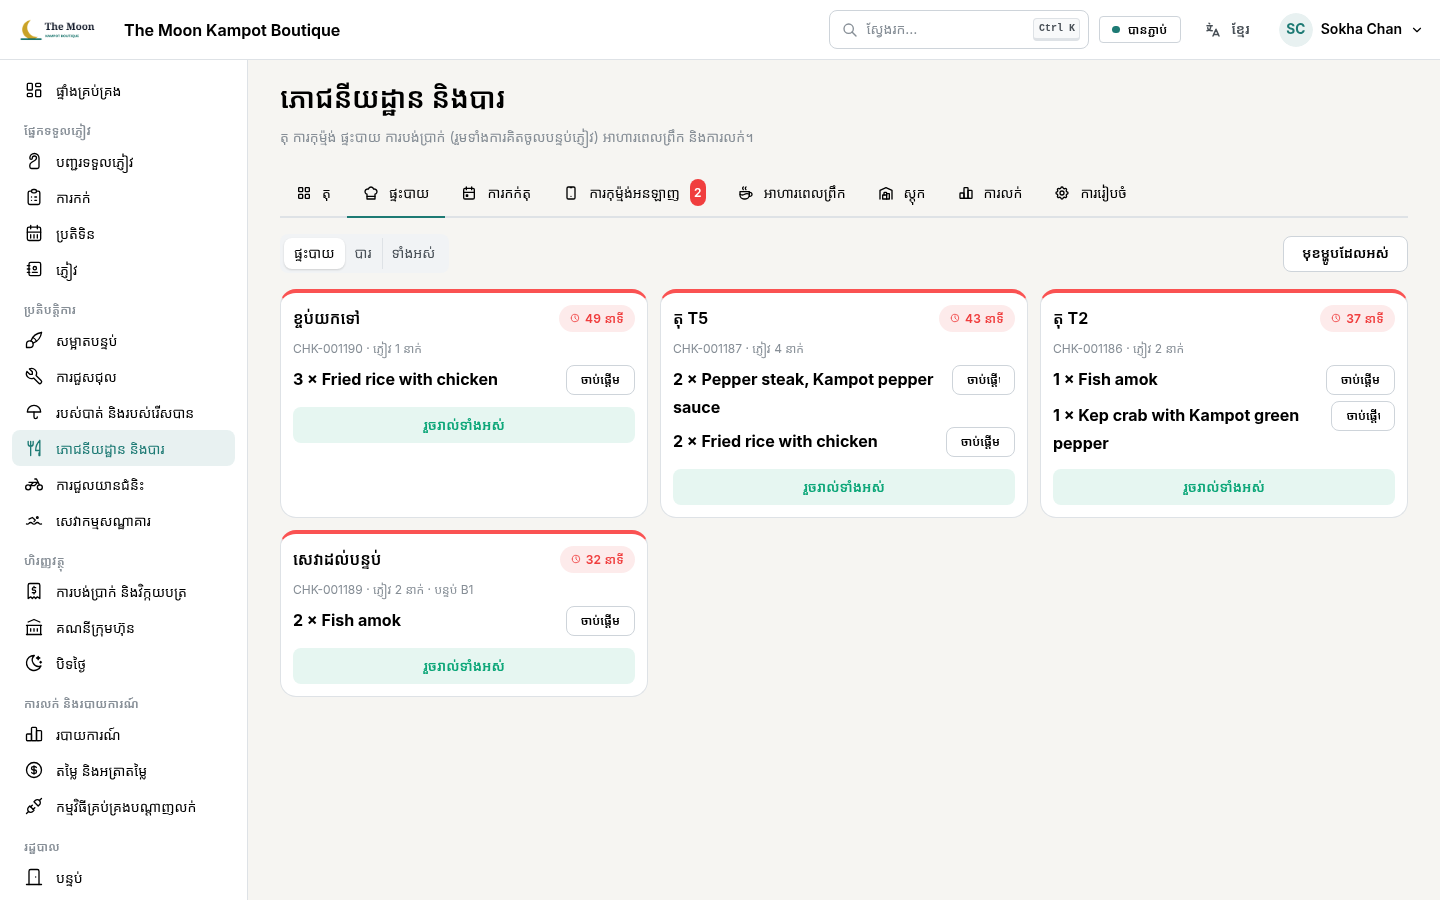 The Moon
KAMPOT BOUTIQUE
The Moon Kampot Boutique
ស្វែងរក...
Ctrl K
បានភ្ជាប់
ខ្មែរ
SC
Sokha Chan
ផ្ទាំងគ្រប់គ្រង
ផ្នែកទទួលភ្ញៀវ
បញ្ជរទទួលភ្ញៀវ
ការកក់
ប្រតិទិន
ភ្ញៀវ
ប្រតិបត្តិការ
សម្អាតបន្ទប់
ការជួសជុល
របស់បាត់ និងរបស់រើសបាន
ភោជនីយដ្ឋាន និងបារ
ការជួលយានជំនិះ
សេវាកម្មសណ្ឋាគារ
ហិរញ្ញវត្ថុ
ការបង់ប្រាក់ និងវិក្កយបត្រ
គណនីក្រុមហ៊ុន
បិទថ្ងៃ
ការលក់ និងរបាយការណ៍
របាយការណ៍
តម្លៃ និងអត្រាតម្លៃ
កម្មវិធីគ្រប់គ្រងបណ្តាញលក់
រដ្ឋបាល
បន្ទប់
ភោជនីយដ្ឋាន និងបារ
តុ ការកុម្ម៉ង់ ផ្ទះបាយ ការបង់ប្រាក់ (រួមទាំងការគិតចូលបន្ទប់ភ្ញៀវ) អាហារពេលព្រឹក និងការលក់។
តុ
ផ្ទះបាយ
ការកក់តុ
ការកុម្ម៉ង់អនឡាញ
2
អាហារពេលព្រឹក
ស្តុក
ការលក់
ការរៀបចំ
ផ្ទះបាយ
បារ
ទាំងអស់
មុខម្ហូបដែលអស់
ខ្ចប់យកទៅ
49 នាទី
CHK-001190 · ភ្ញៀវ 1 នាក់
3 × Fried rice with chicken
ចាប់ផ្តើម
រួចរាល់ទាំងអស់
តុ T5
43 នាទី
CHK-001187 · ភ្ញៀវ 4 នាក់
2 × Pepper steak, Kampot pepper
sauce
ចាប់ផ្តើ
2 × Fried rice with chicken
ចាប់ផ្តើម
រួចរាល់ទាំងអស់
តុ T2
37 នាទី
CHK-001186 · ភ្ញៀវ 2 នាក់
1 × Fish amok
ចាប់ផ្តើម
1 × Kep crab with Kampot green
pepper
ចាប់ផ្តើ
រួចរាល់ទាំងអស់
សេវាដល់បន្ទប់
32 នាទី
CHK-001189 · ភ្ញៀវ 2 នាក់ · បន្ទប់ B1
2 × Fish amok
ចាប់ផ្តើម
រួចរាល់ទាំងអស់